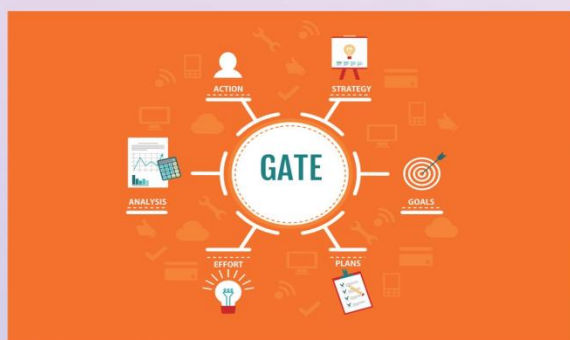 ACTION
STRATEGY
GATE
ANALYSIS
GOALS
EFFORT
PLANS